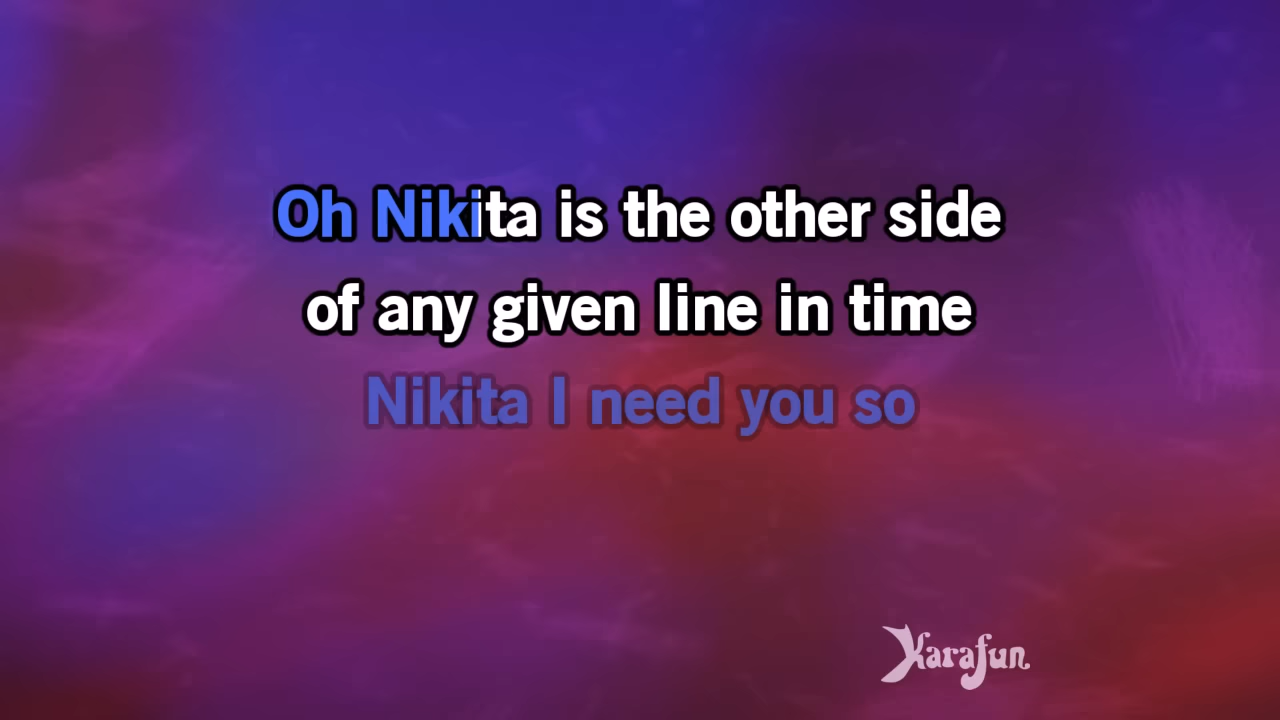 Oh Nikita is the other side
of any given line in time
Nikita I need you so
Karafun